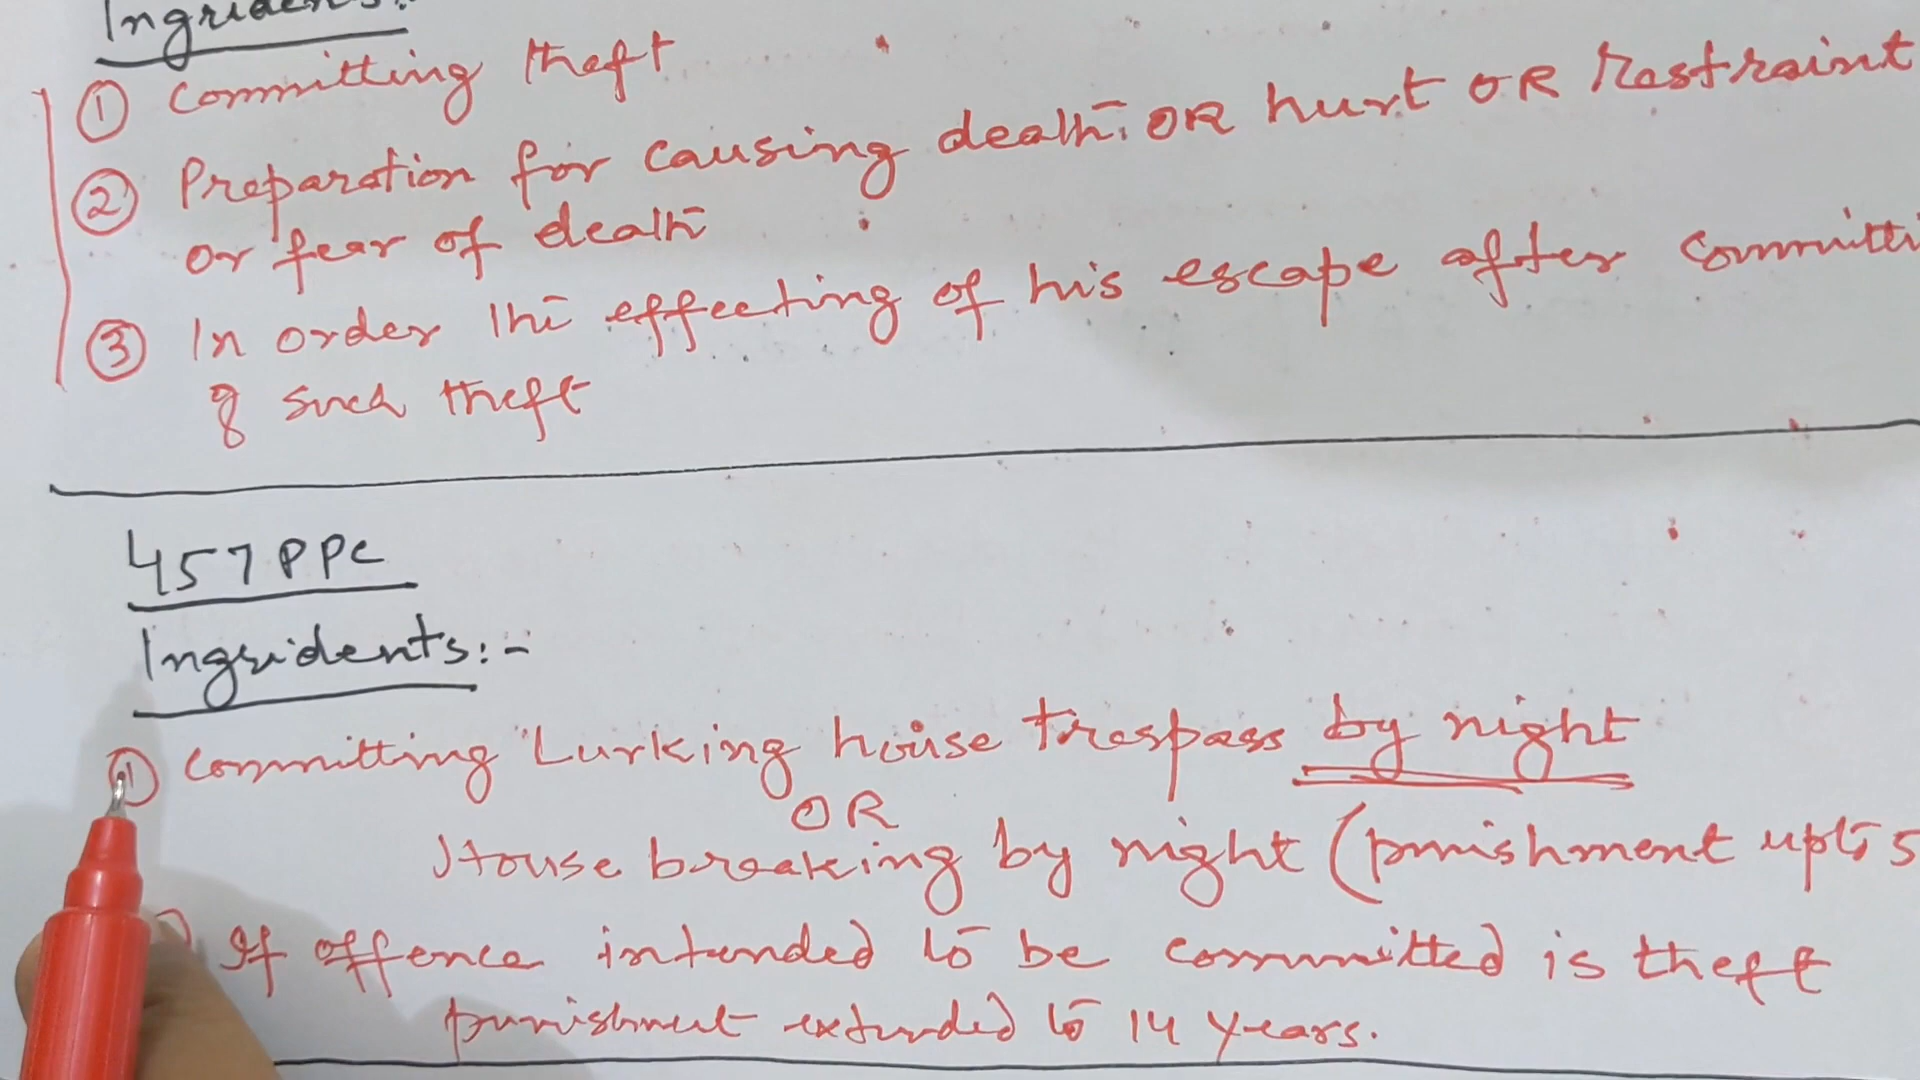 Ingridents:
① Committing theft
② Preparation for causing death OR hurt OR restraint
or fear of death
③ In order the effecting of his escape after Committi
of such theft
457 PPC
Ingridents:-
① Committing Lurking house trespass by night
OR
House breaking by night (punishment upto 5
If offence intended to be committed is theft
punishment extended to 14 years.